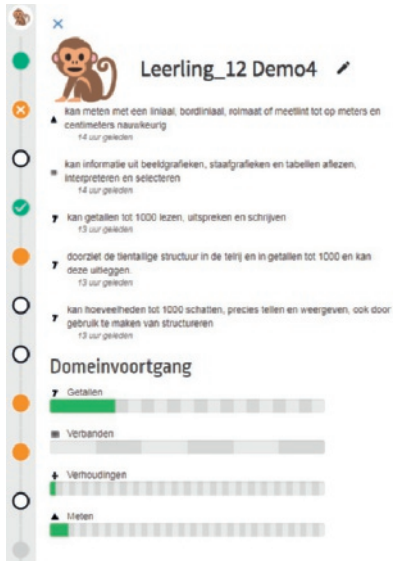 Leerling_12 Demo4
kan meten met een liniaal, bordliniaal, rolmaat of meetlint tot op meters en
centimeters nauwkeurig
14 uur geleden
kan informatie uit beeldgrafieken, staafgrafieken en tabellen aflezen,
interpreteren en selecteren
14 uur geleden
kan getallen tot 1000 lezen, uitspreken en schrijven
13 uur geleden
doorziet de tientallige structuur in de telrij en in getallen tot 1000 en kan
deze uitleggen.
13 uur geleden
kan hoeveelheden tot 1000 schatten, precies tellen en weergeven, ook door
gebruik te maken van structureren
13 uur geleden
Domeinvoortgang
Getallen
Verbanden
Verhoudingen
Meten